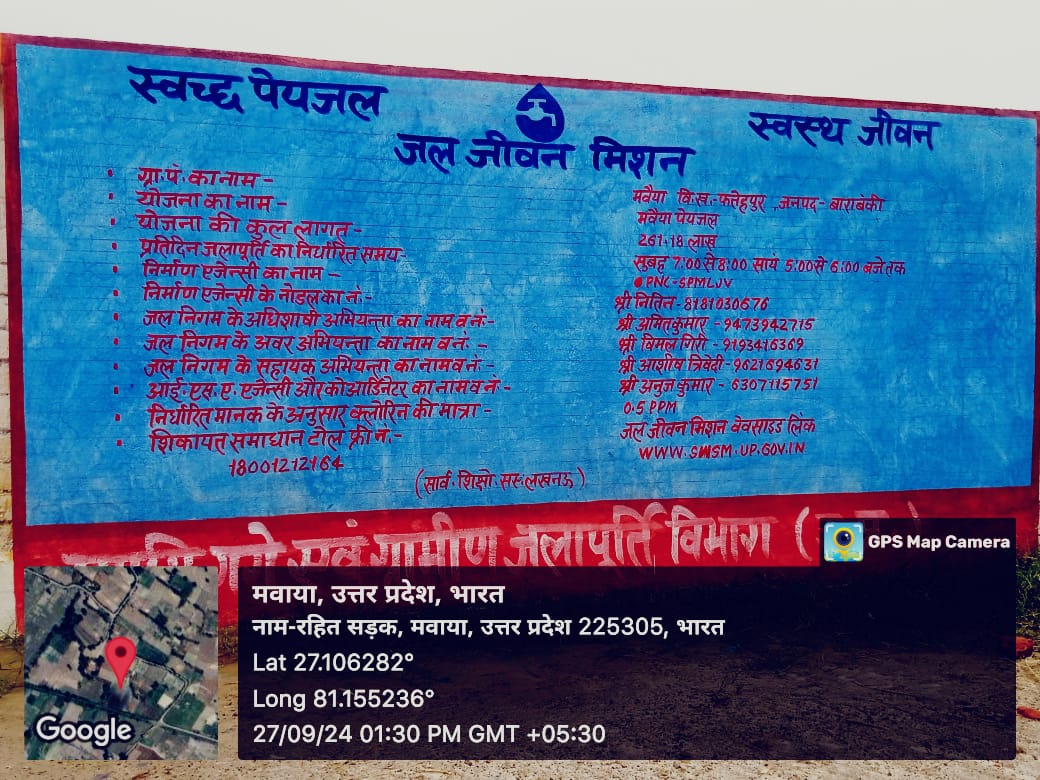 स्वच्छ पेयजल
स्वस्थ जीवन
जल जीवन मिशन
• ग्रा.पं. का नाम - मवैया वि.ख.-फतेहपुर ,जनपद- बाराबंकी
• योजना का नाम - मवैया पेयजल
• योजना की कुल लागत - 261.18 लाख
• प्रतिदिन जलापूर्ति का निर्धारित समय- सुबह 7:00 से 8:00 सायं 5:00 से 6:00 बजे तक
• निर्माण एजेन्सी का नाम - PNC-SPMLJV
• निर्माण एजेन्सी के नोडल का नं.- श्री नितिन - 8181030676
• जल निगम के अधिशाषी अभियन्ता का नाम व नं:- श्री अमित कुमार - 9473942715
• जल निगम के अवर अभियन्ता का नाम व नं: - श्री बिमल गिरी - 9193416369
• जल निगम के सहायक अभियन्ता का नाम व नं: - श्री आशीष त्रिवेदी -9621694631
• आई.एस.ए. एजेन्सी और कोआर्डिनेटर का नाम व नं - श्री अनुज कुमार - 6307115751
• निर्धारित मानक के अनुसार क्लोरिन की मात्रा - 0.5 PPM
• शिकायत समाधान टोल फ्री नं.- जल जीवन मिशन वेवसाइड लिंक
18001212164 WWW.SWSM.UP.GOV.IN
(सार्व. शिक्षो. सस. लखनऊ)
एवं ग्रामीण जलापूर्ति विभाग (
GPS Map Camera
मवाया, उत्तर प्रदेश, भारत
नाम-रहित सड़क, मवाया, उत्तर प्रदेश 225305, भारत
Lat 27.106282°
Long 81.155236°
27/09/24 01:30 PM GMT +05:30
Google